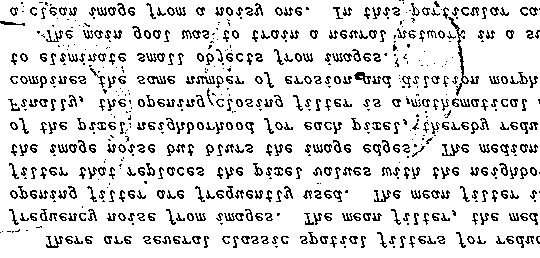 There are several classic spatial filters for reduc
frequency noise from images. The mean filter, the med
opening filter are frequently used. The mean filter i
filter that replaces the pixel values with the neighbo
the image noise but blurs the image edges. The median
of the pixel neighborhood for each pixel, thereby redu
Finally, the opening closing filter is a mathematical
combines the same number of erosion and dilation morph
to eliminate small objects from images.
The main goal was to train a neural network in a su
a clean image from a noisy one. In this particular ca